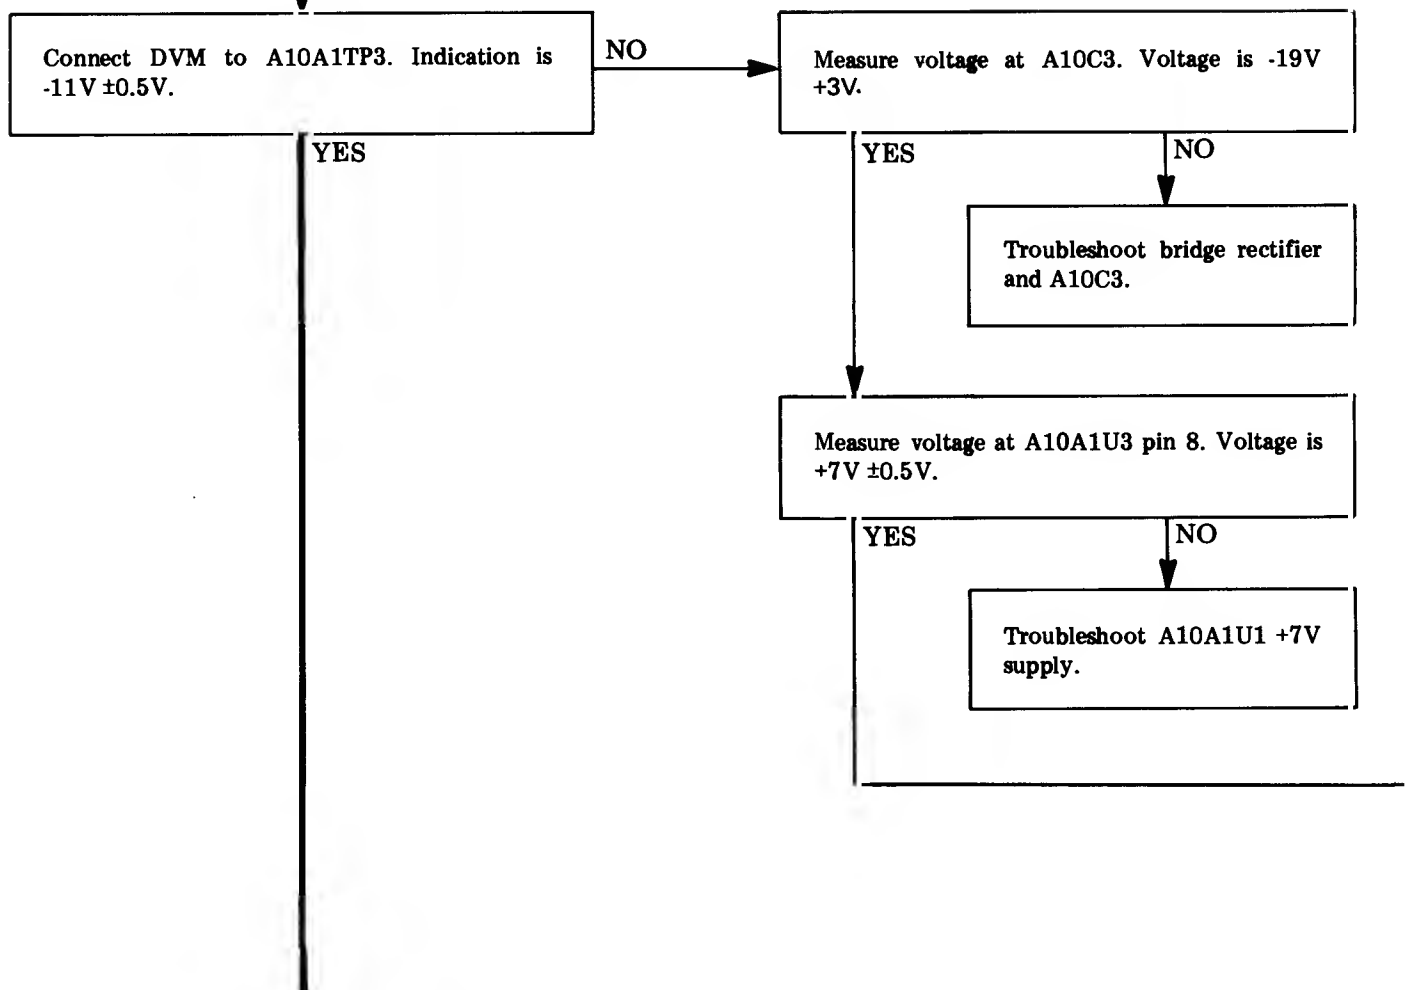 Connect DVM to A10A1TP3. Indication is
-11V ±0.5V.
NO
YES
Measure voltage at A10C3. Voltage is -19V
+3V.
YES
NO
Troubleshoot bridge rectifier
and A10C3.
Measure voltage at A10A1U3 pin 8. Voltage is
+7V ±0.5V.
YES
NO
Troubleshoot A10A1U1 +7V
supply.